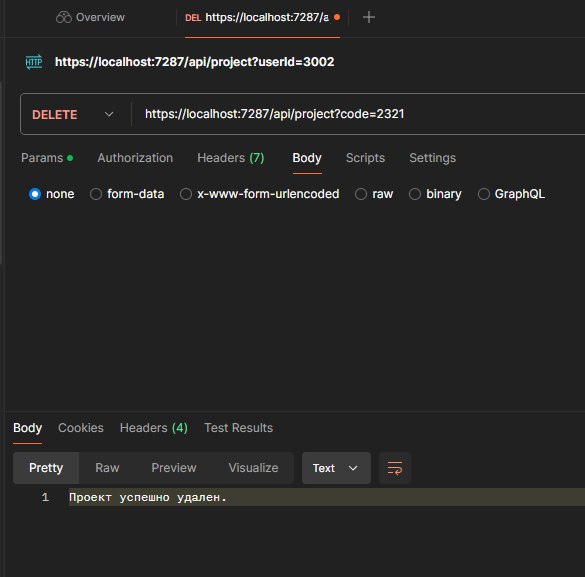 Overview
DEL https://localhost:7287/a
https://localhost:7287/api/project?userId=3002
HTTP
DELETE
https://localhost:7287/api/project?code=2321
Params
Authorization
Headers (7)
Body
Scripts
Settings
none
form-data
x-www-form-urlencoded
raw
binary
GraphQL
Body
Cookies
Headers (4)
Test Results
Pretty
Raw
Preview
Visualize
Text
1 Проект успешно удален.